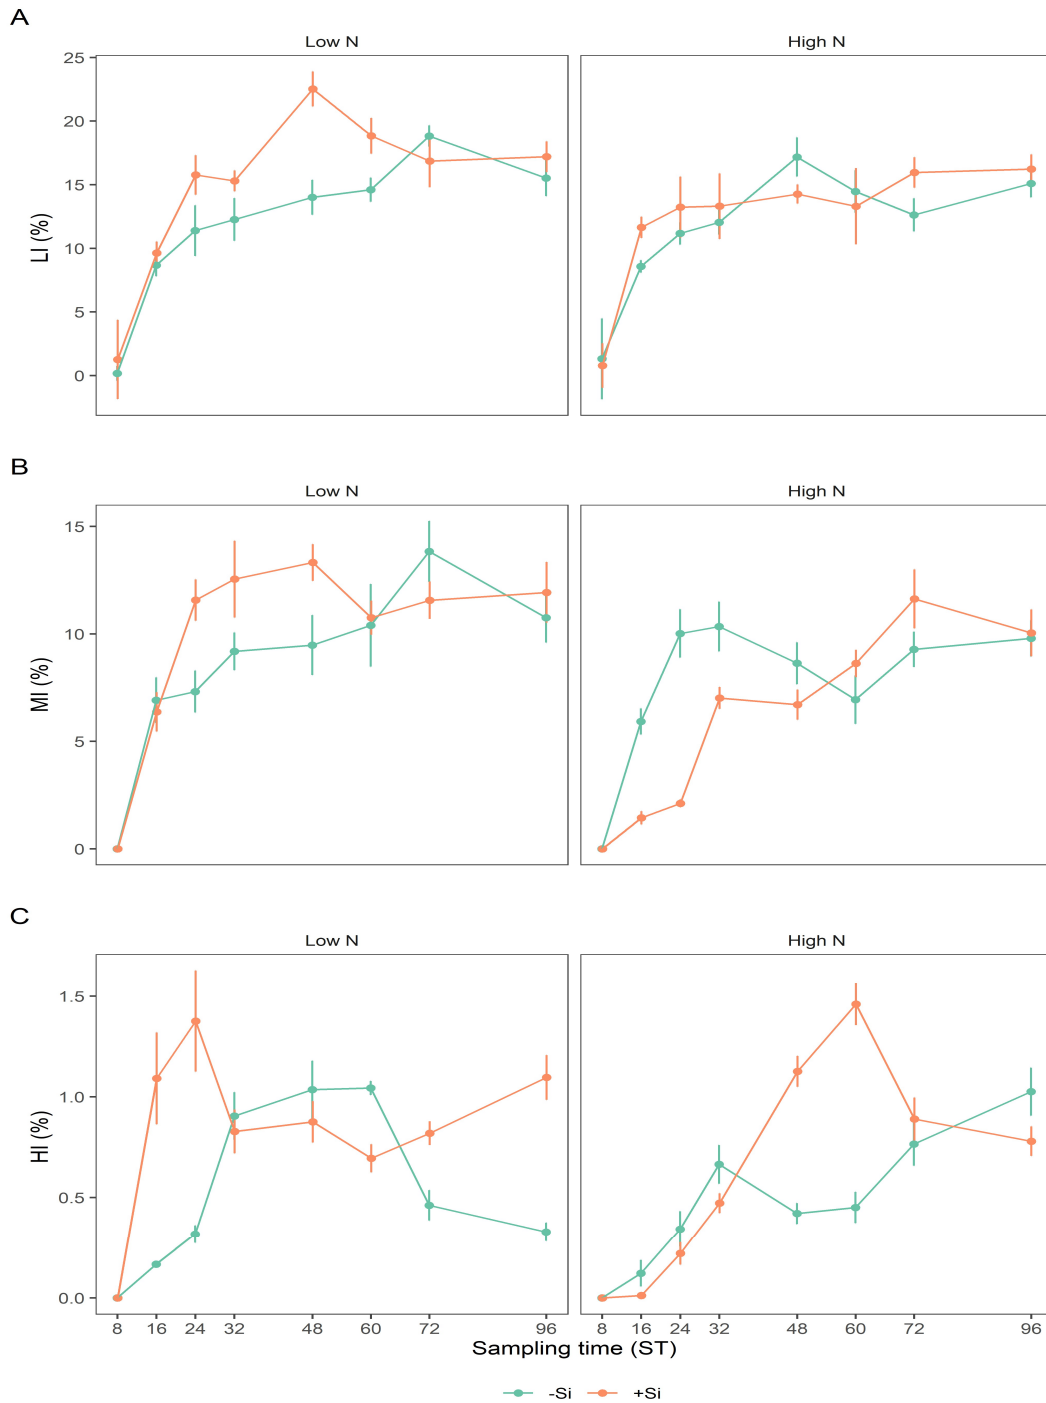 A
Low N High N
25
20
15
10
5
0
LI (%)
B
Low N High N
15
10
5
0
MI (%)
C
Low N High N
1.5
1.0
0.5
0.0
HI (%)
8 16 24 32 48 60 72 96 8 16 24 32 48 60 72 96
Sampling time (ST)
-Si +Si